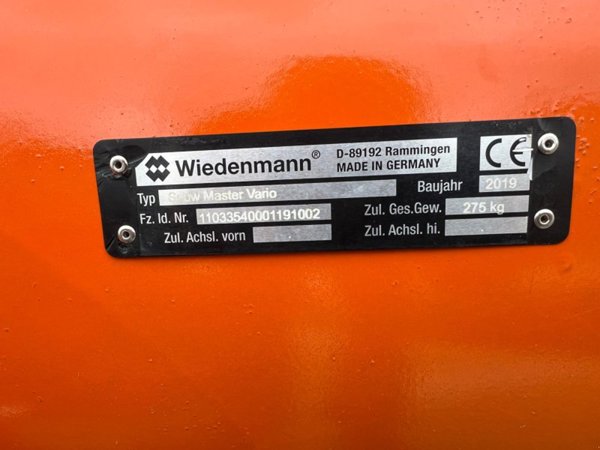 Wiedenmann® D-89192 Rammingen
MADE IN GERMANY
CE
Typ Snow Master Vario Baujahr 2019
Fz. Id. Nr. 11033540001191002 Zul. Ges.Gew. 275 kg
Zul. Achsl. vorn Zul. Achsl. hi.